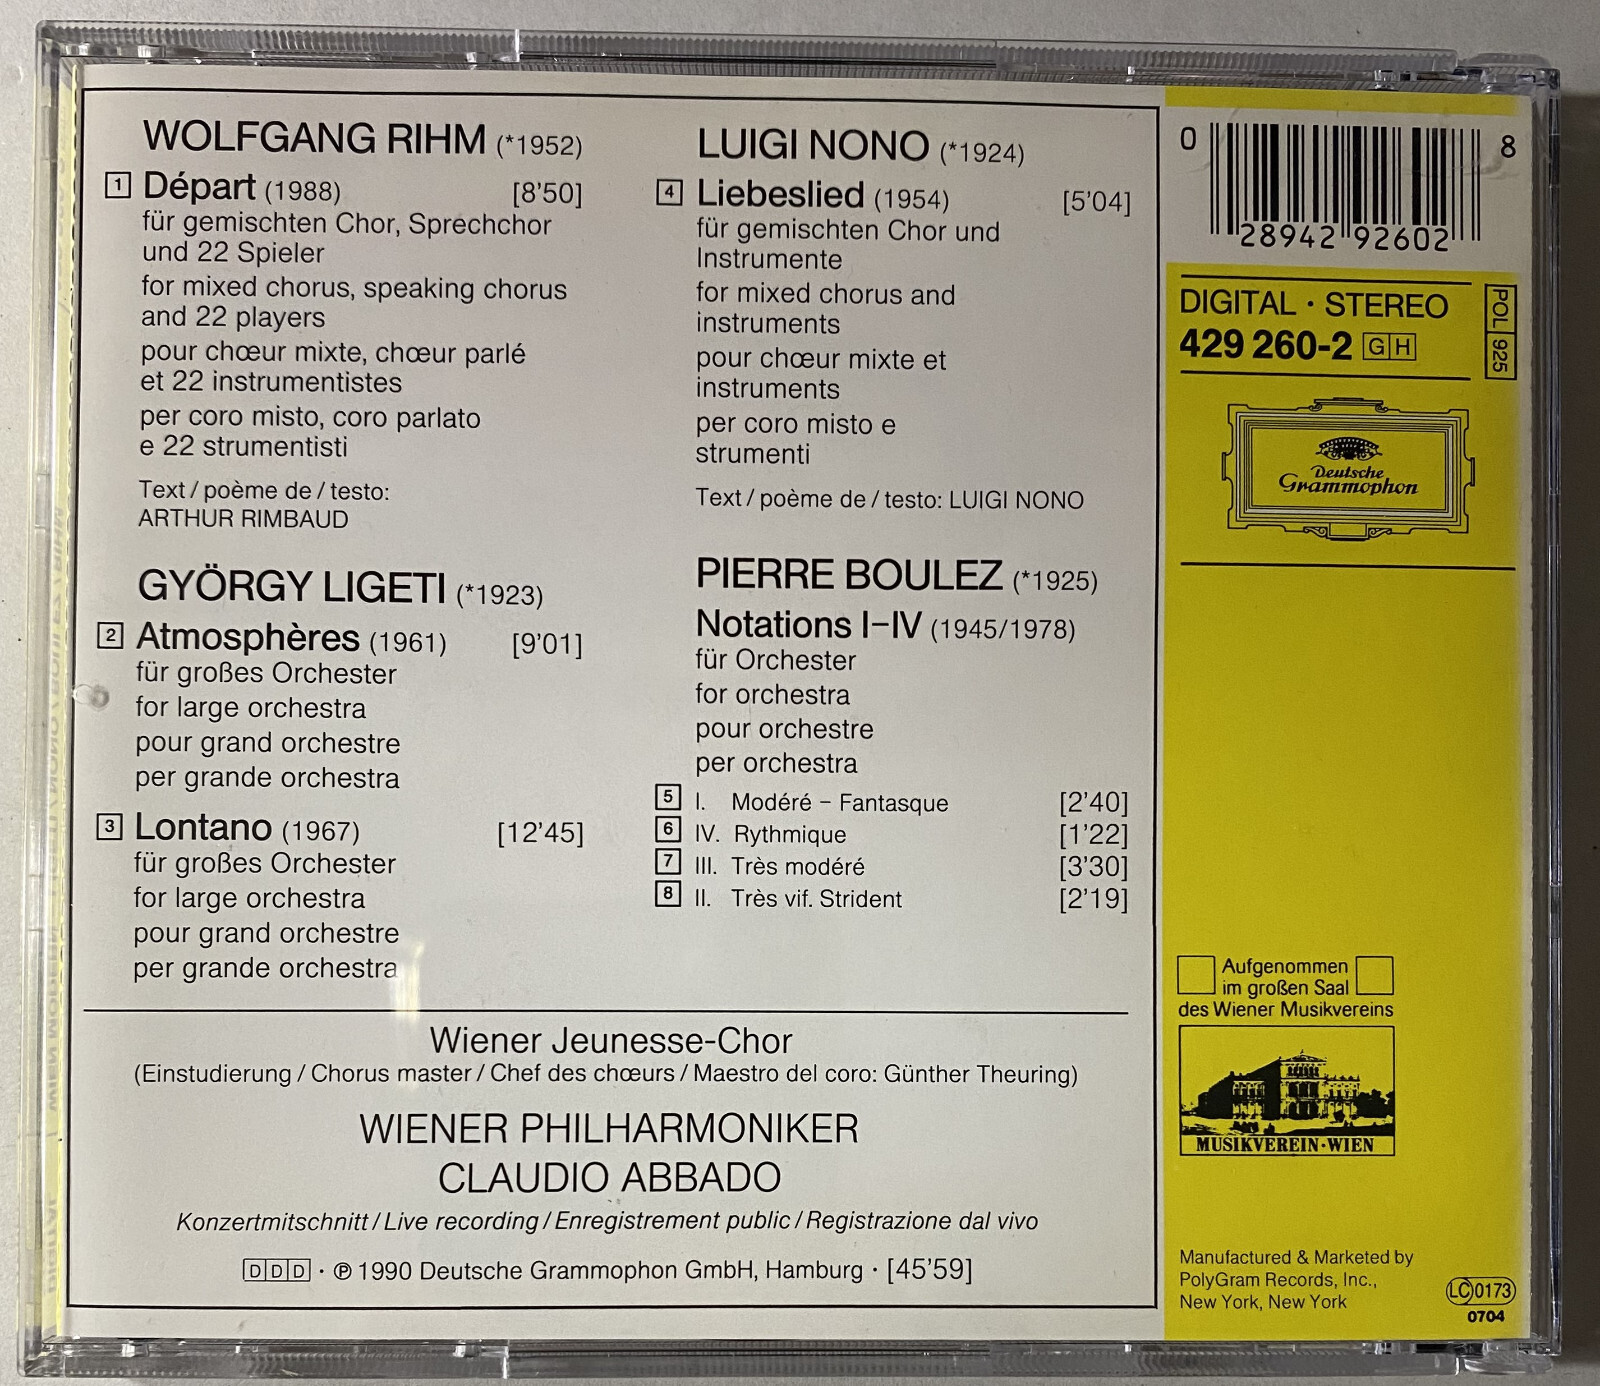 WOLFGANG RIHM (*1952)
1 Départ (1988) [8'50]
für gemischten Chor, Sprechchor
und 22 Spieler
for mixed chorus, speaking chorus
and 22 players
pour chœur mixte, chœur parlé
et 22 instrumentistes
per coro misto, coro parlato
e 22 strumentisti
Text / poème de / testo:
ARTHUR RIMBAUD
GYÖRGY LIGETI (*1923)
2 Atmosphères (1961) [9'01]
für großes Orchester
for large orchestra
pour grand orchestre
per grande orchestra
3 Lontano (1967) [12'45]
für großes Orchester
for large orchestra
pour grand orchestre
per grande orchestra
LUIGI NONO (*1924)
4 Liebeslied (1954) [5'04]
für gemischten Chor und
Instrumente
for mixed chorus and
instruments
pour chœur mixte et
instruments
per coro misto e
strumenti
Text / poème de / testo: LUIGI NONO
PIERRE BOULEZ (*1925)
Notations I–IV (1945/1978)
für Orchester
for orchestra
pour orchestre
per orchestra
5 I. Modéré – Fantasque [2'40]
6 IV. Rythmique [1'22]
7 III. Très modéré [3'30]
8 II. Très vif. Strident [2'19]
Wiener Jeunesse-Chor
(Einstudierung / Chorus master / Chef des chœurs / Maestro del coro: Günther Theuring)
WIENER PHILHARMONIKER
CLAUDIO ABBADO
Konzertmitschnitt / Live recording / Enregistrement public / Registrazione dal vivo
DDD · ℗ 1990 Deutsche Grammophon GmbH, Hamburg · [45'59]
0 28942 92602 8
DIGITAL · STEREO
429 260-2 GH
POL 925
Deutsche
Grammophon
Aufgenommen
im großen Saal
des Wiener Musikvereins
MUSIKVEREIN·WIEN
Manufactured & Marketed by
PolyGram Records, Inc.,
New York, New York
LC 0173
0704